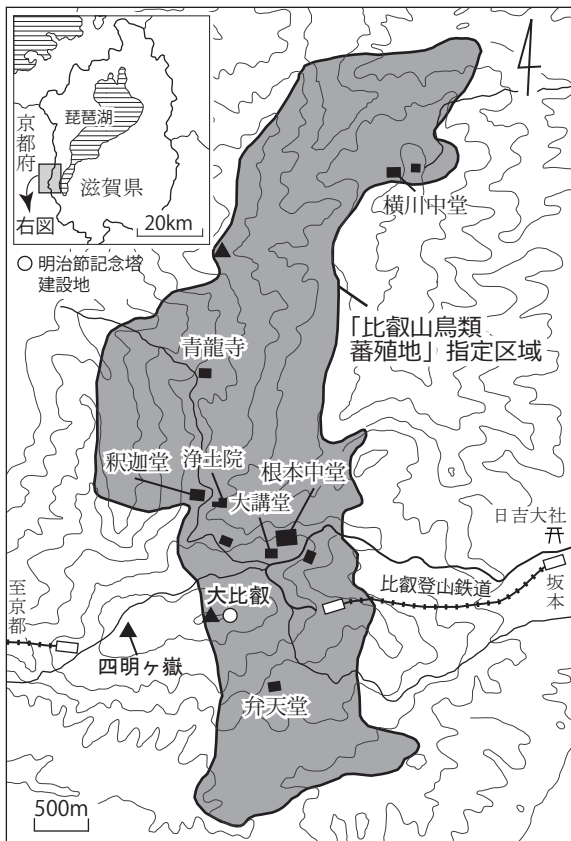 琵琶湖
京都府
滋賀県
右図
20km
明治節記念塔
建設地
横川中堂
「比叡山鳥類
蕃殖地」指定区域
青龍寺
釈迦堂
浄土院
根本中堂
大講堂
日吉大社
至京都
大比叡
比叡登山鉄道
坂本
四明ヶ嶽
弁天堂
500m